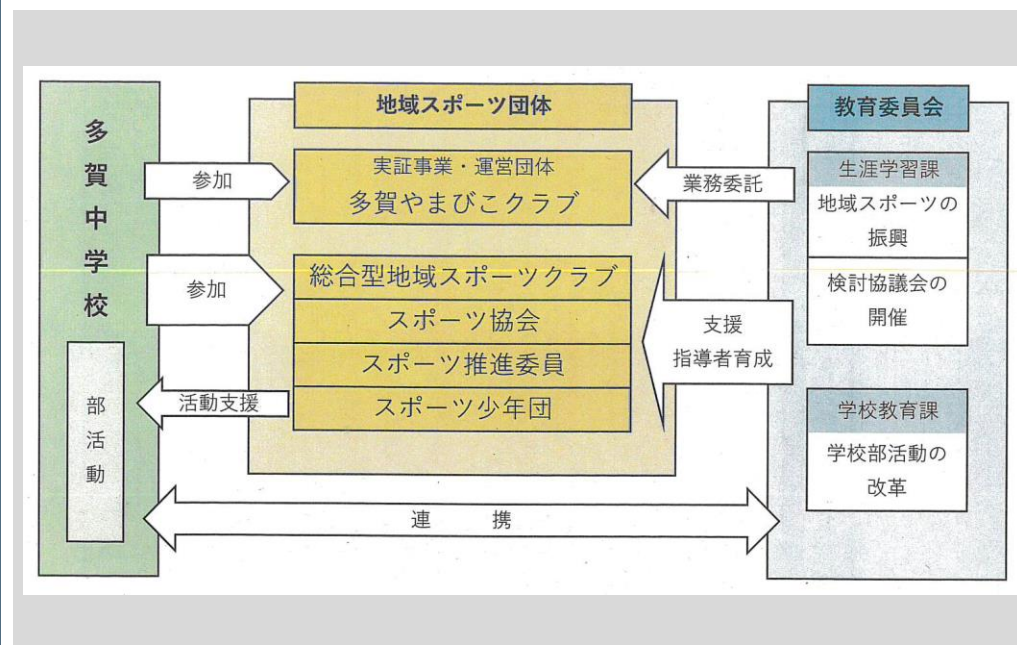 多賀中学校
部活動
参加
参加
活動支援
地域スポーツ団体
実証事業・運営団体
多賀やまびこクラブ
総合型地域スポーツクラブ
スポーツ協会
スポーツ推進委員
スポーツ少年団
業務委託
支援
指導者育成
連携
教育委員会
生涯学習課
地域スポーツの
振興
検討協議会の
開催
学校教育課
学校部活動の
改革